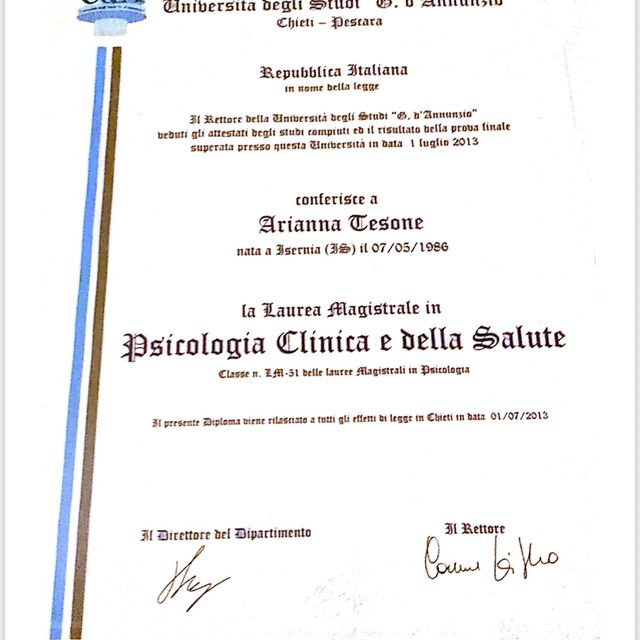 Università degli Studi "G. d'Annunzio"
Chieti – Pescara
Repubblica Italiana
in nome della legge
Il Rettore della Università degli Studi "G. d'Annunzio"
veduti gli attestati degli studi compiuti ed il risultato della prova finale
superata presso questa Università in data 1 luglio 2013
conferisce a
Arianna Tesone
nata a Isernia (IS) il 07/05/1986
la Laurea Magistrale in
Psicologia Clinica e della Salute
Classe n. LM-51 delle lauree Magistrali in Psicologia
Il presente Diploma viene rilasciato a tutti gli effetti di legge in Chieti in data 01/07/2013
Il Direttore del Dipartimento
Il Rettore